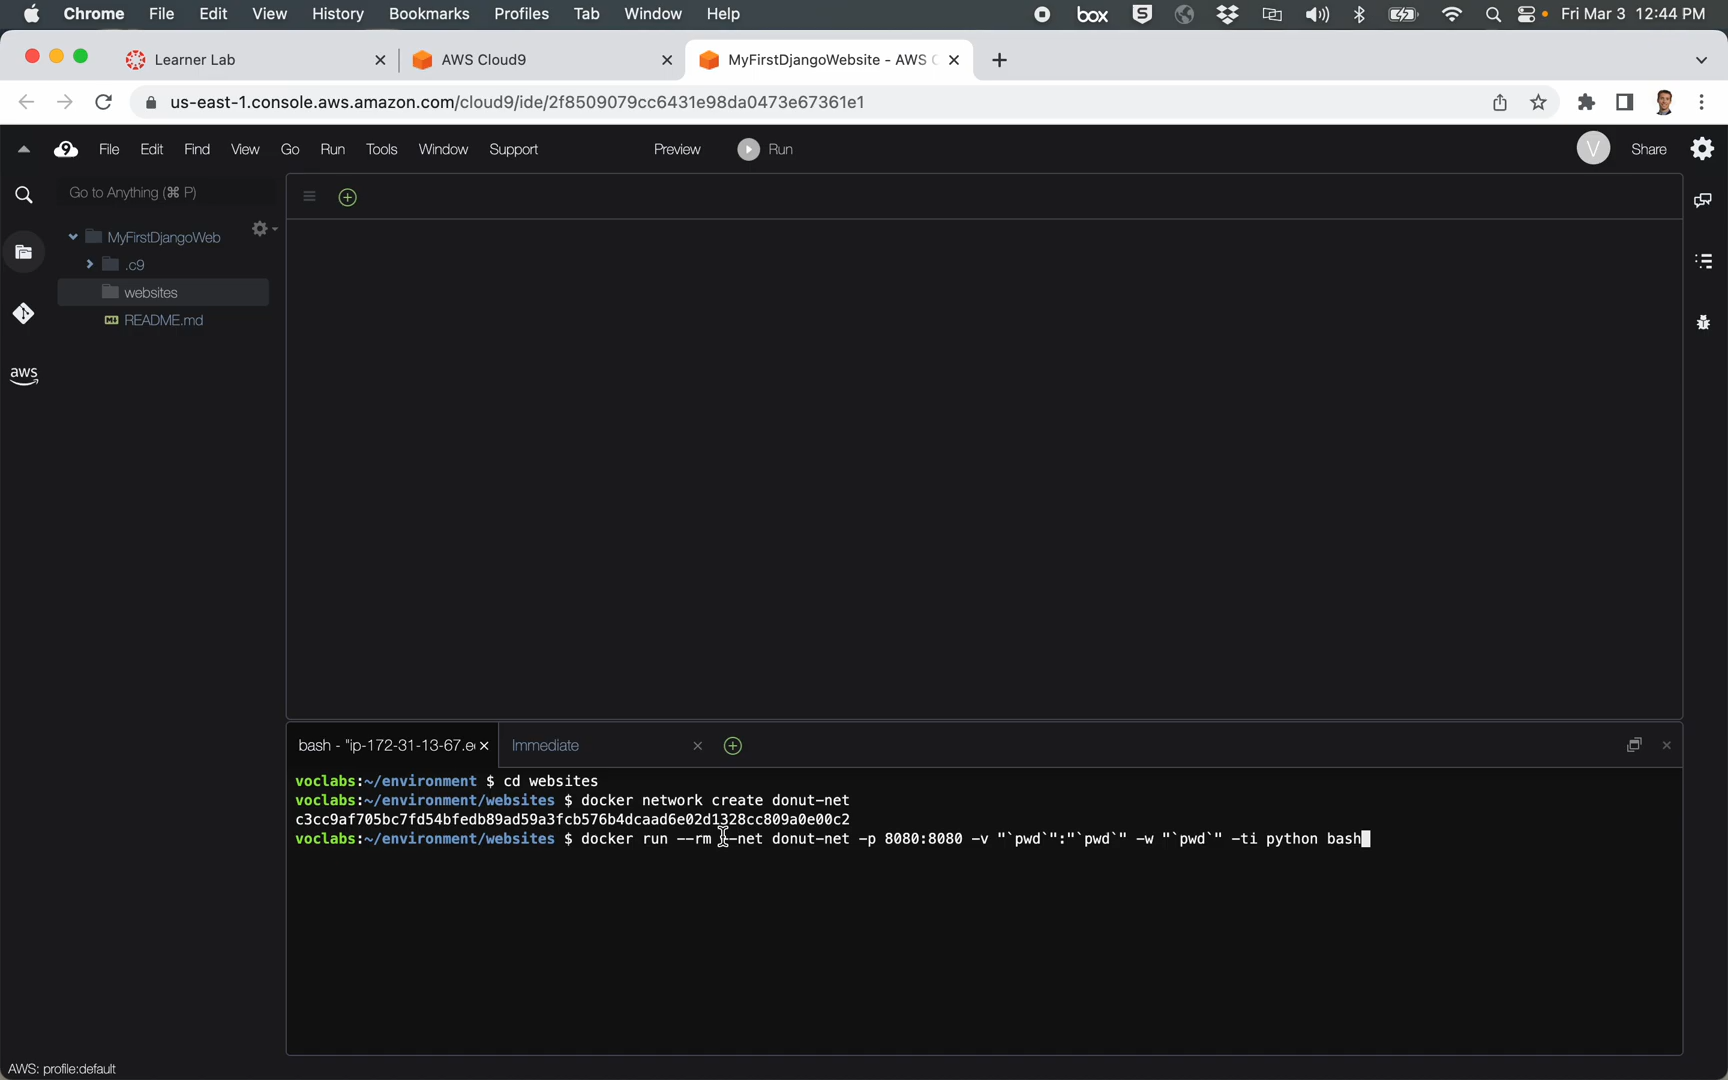 Chrome File Edit View History Bookmarks Profiles Tab Window Help box S Fri Mar 3 12:44 PM
Learner Lab AWS Cloud9 MyFirstDjangoWebsite - AWS C
us-east-1.console.aws.amazon.com/cloud9/ide/2f8509079cc6431e98da0473e67361e1
9 File Edit Find View Go Run Tools Window Support Preview Run V Share
Go to Anything (⌘ P)
MyFirstDjangoWeb
.c9
websites
README.md
aws
bash - "ip-172-31-13-67.e Immediate
voclabs:~/environment $ cd websites
voclabs:~/environment/websites $ docker network create donut-net
c3cc9af705bc7fd54bfedb89ad59a3fcb576b4dcaad6e02d1328cc809a0e00c2
voclabs:~/environment/websites $ docker run --rm --net donut-net -p 8080:8080 -v "`pwd`":"`pwd`" -w "`pwd`" -ti python bash
AWS: profile:default